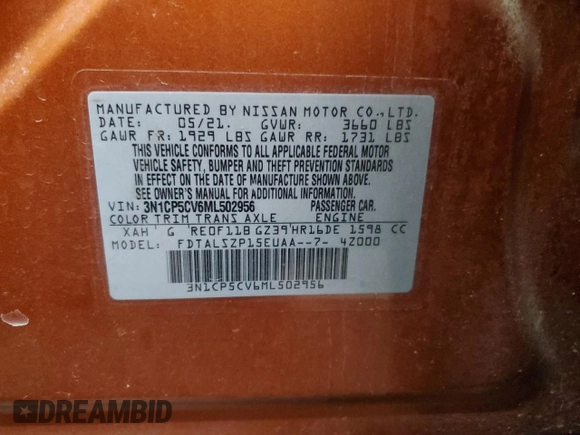 MANUFACTURED BY NISSAN MOTOR CO., LTD.
DATE: 05/21. GVWR: 3660 LBS
GAWR FR: 1929 LBS GAWR RR: 1731 LBS
THIS VEHICLE CONFORMS TO ALL APPLICABLE FEDERAL MOTOR
VEHICLE SAFETY, BUMPER AND THEFT PREVENTION STANDARDS
IN EFFECT ON THE DATE OF MANUFACTURE SHOWN ABOVE.
SEE OWNER'S MANUAL FOR ADDITIONAL INFORMATION.
VIN: 3N1CP5CV6ML502956 PASSENGER CAR.
COLOR TRIM TRANS AXLE ENGINE
XAH ' G 'RE0F11B GZ39'HR16DE 1598 CC
MODEL: FDTALSZP15EUAA--7- 4Z000
3N1CP5CV6ML502956
DREAMBID